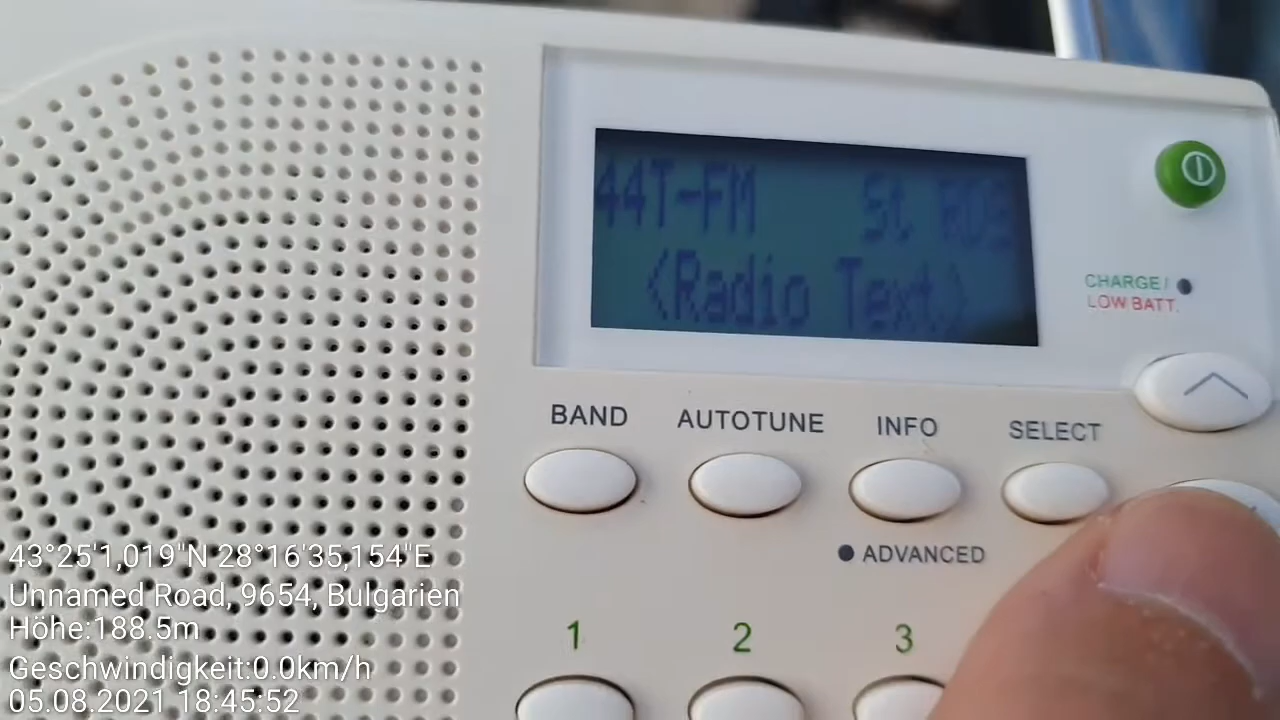 44T-FM St RDS
<Radio Text>
CHARGE/
LOW BATT.
BAND AUTOTUNE INFO SELECT
ADVANCED
1 2 3
43°25'1,019"N 28°16'35,154"E
Unnamed Road, 9654, Bulgarien
Höhe:188.5m
Geschwindigkeit:0.0km/h
05.08.2021 18:45:52